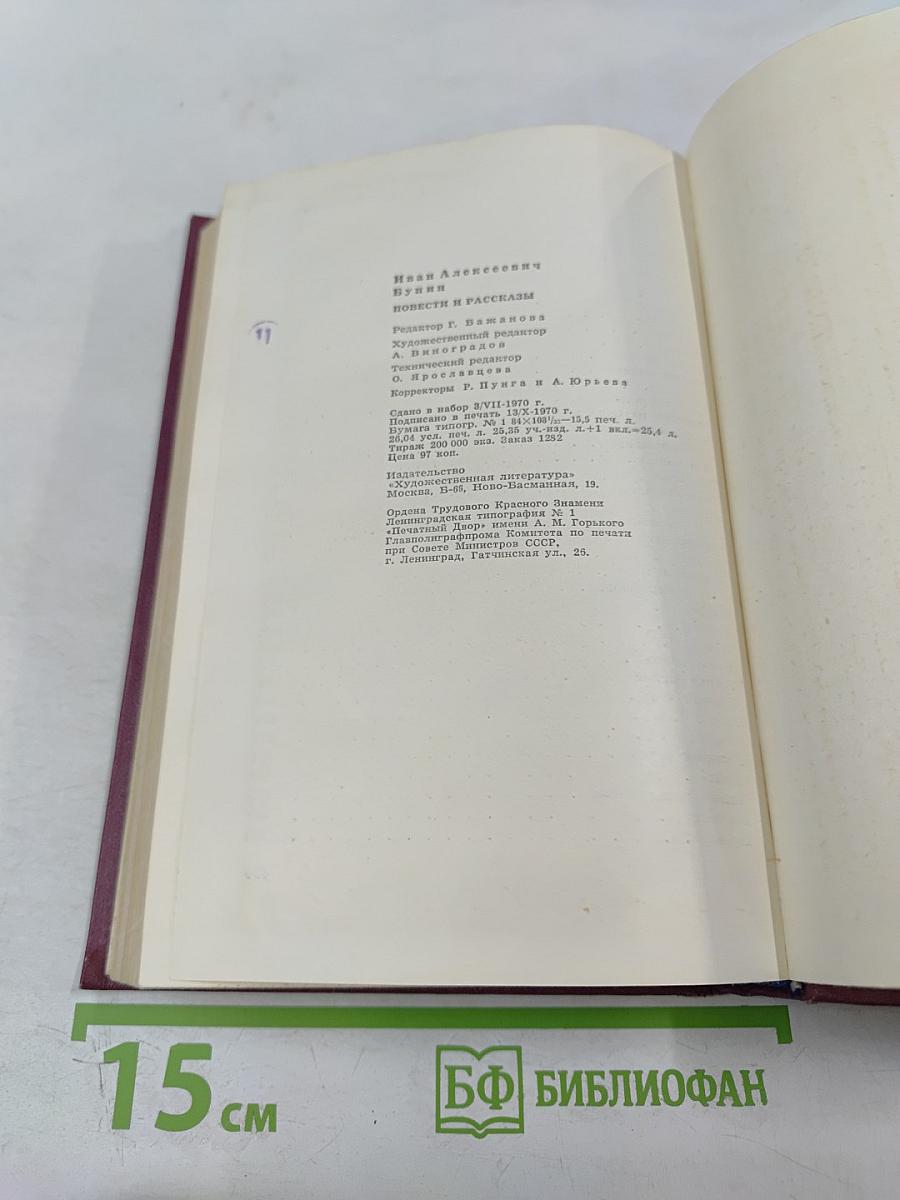 Иван Алексеевич
Бунин
ПОВЕСТИ И РАССКАЗЫ
Редактор Г. Бажанова
Художественный редактор
А. Виноградов
Технический редактор
О. Ярославцева
Корректоры Р. Пунга и А. Юрьева
Сдано в набор 3/VII-1970 г.
Подписано в печать 13/X-1970 г.
Бумага типогр. № 1 84×108¹/₃₂—15,5 печ. л.
26,04 усл. печ. л. 25,35 уч.-изд. л.+1 вкл.=25,4 л.
Тираж 200 000 экз. Заказ 1282
Цена 97 коп.
Издательство
«Художественная литература»
Москва, Б-66, Ново-Басманная, 19.
Ордена Трудового Красного Знамени
Ленинградская типография № 1
«Печатный Двор» имени А. М. Горького
Главполиграфпрома Комитета по печати
при Совете Министров СССР,
г. Ленинград, Гатчинская ул., 26.
15 см
БФ БИБЛИОФАН